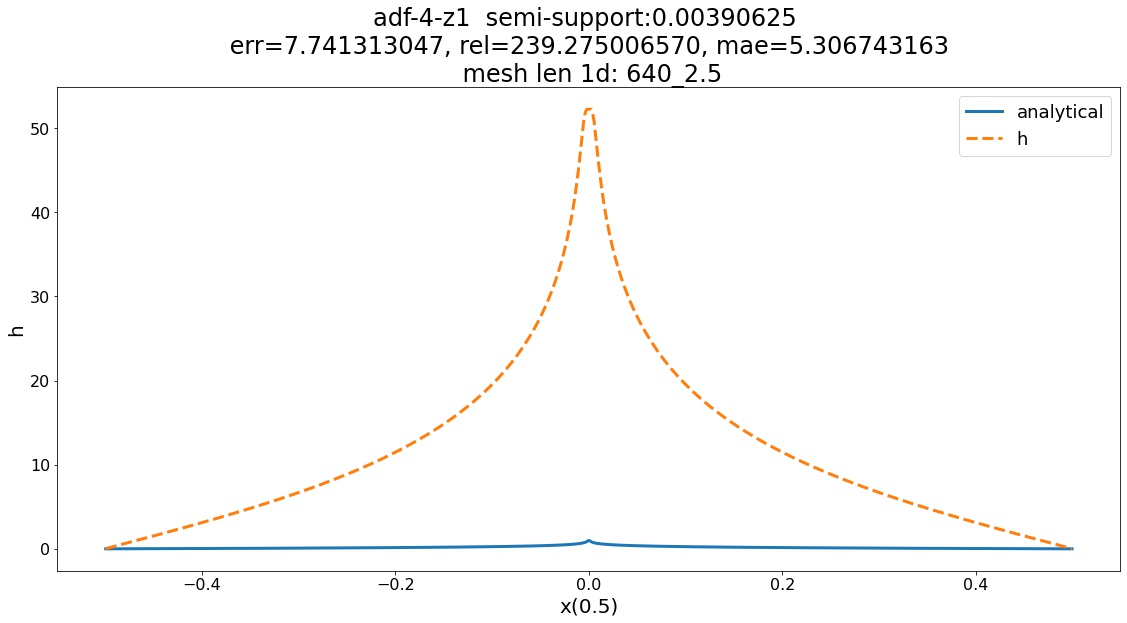 adf-4-z1  semi-support:0.00390625
err=7.741313047, rel=239.275006570, mae=5.306743163
mesh len 1d: 640_2.5
analytical
h
50
40
30
20
10
0
h
−0.4
−0.2
0.0
0.2
0.4
x(0.5)